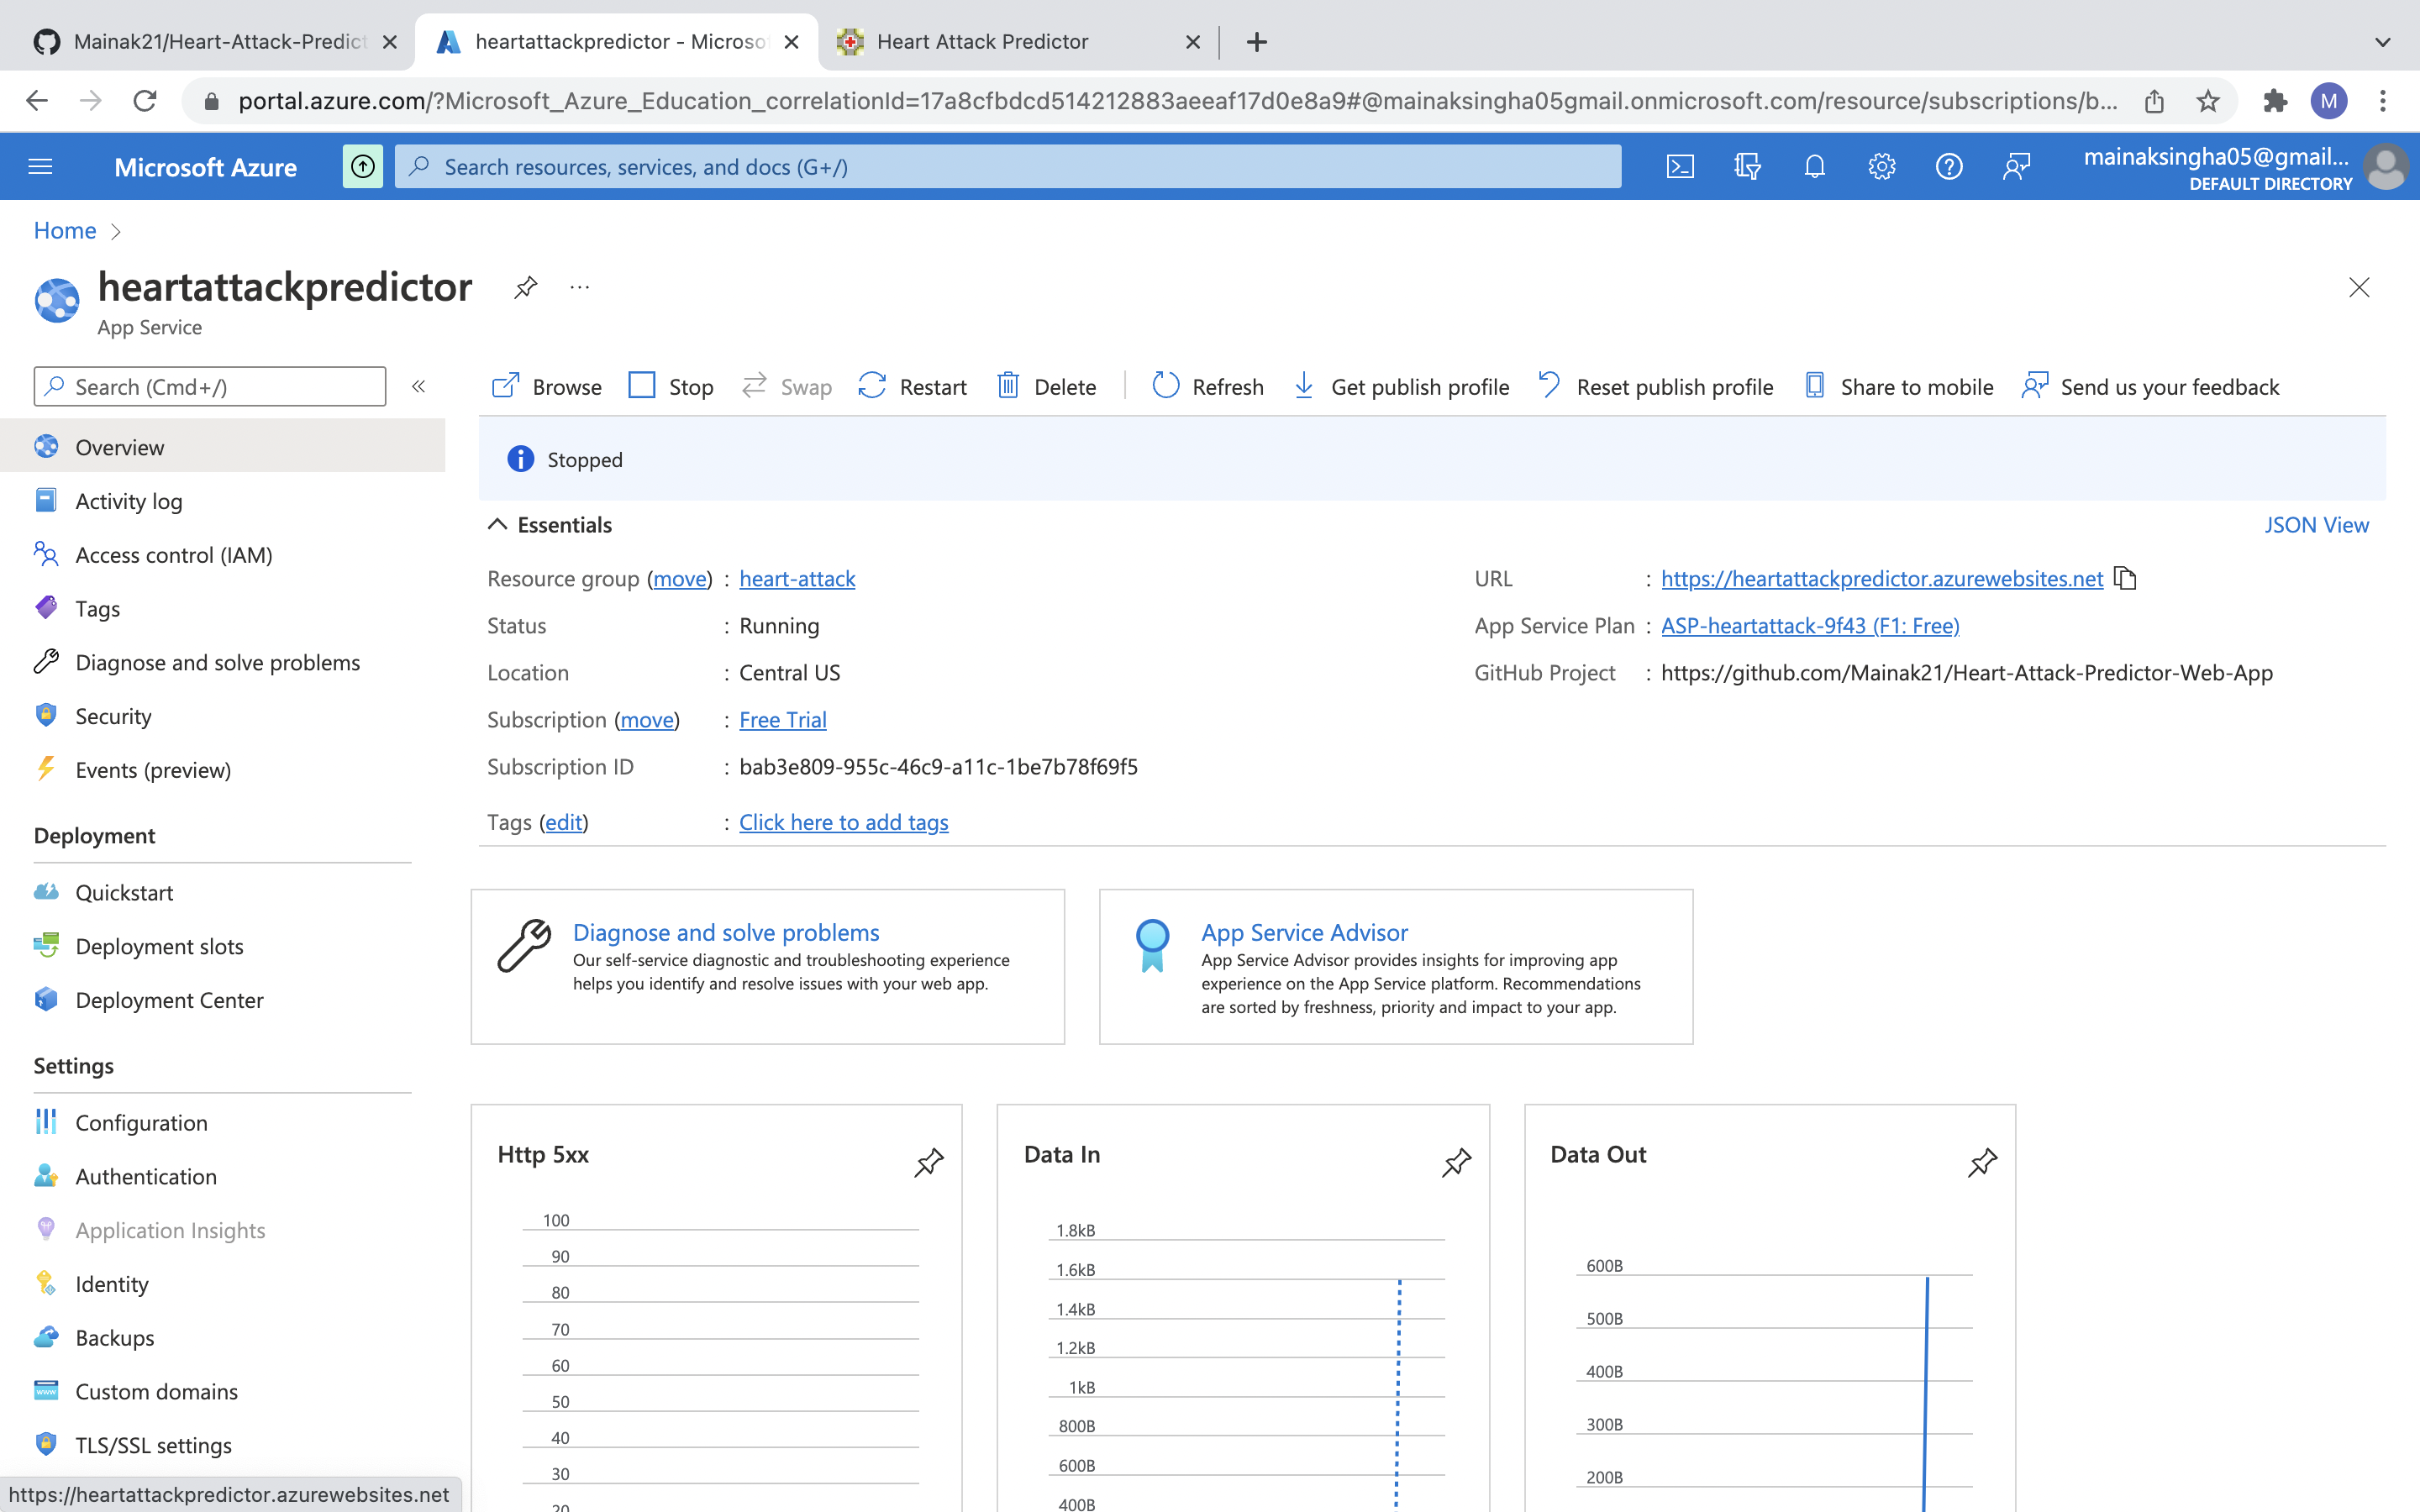 Mainak21/Heart-Attack-Predict
heartattackpredictor - Microsof
Heart Attack Predictor
portal.azure.com/?Microsoft_Azure_Education_correlationId=17a8cfbdcd514212883aeeaf17d0e8a9#@mainaksingha05gmail.onmicrosoft.com/resource/subscriptions/b...
M
Microsoft Azure
Search resources, services, and docs (G+/)
mainaksingha05@gmail...
DEFAULT DIRECTORY
Home
heartattackpredictor
...
App Service
Search (Cmd+/)
«
Browse
Stop
Swap
Restart
Delete
Refresh
Get publish profile
Reset publish profile
Share to mobile
Send us your feedback
Overview
Activity log
Access control (IAM)
Tags
Diagnose and solve problems
Security
Events (preview)
Deployment
Quickstart
Deployment slots
Deployment Center
Settings
Configuration
Authentication
Application Insights
Identity
Backups
Custom domains
TLS/SSL settings
https://heartattackpredictor.azurewebsites.net
Stopped
Essentials
JSON View
Resource group (move) : heart-attack
Status : Running
Location : Central US
Subscription (move) : Free Trial
Subscription ID : bab3e809-955c-46c9-a11c-1be7b78f69f5
Tags (edit) : Click here to add tags
URL : https://heartattackpredictor.azurewebsites.net
App Service Plan : ASP-heartattack-9f43 (F1: Free)
GitHub Project : https://github.com/Mainak21/Heart-Attack-Predictor-Web-App
Diagnose and solve problems
Our self-service diagnostic and troubleshooting experience
helps you identify and resolve issues with your web app.
App Service Advisor
App Service Advisor provides insights for improving app
experience on the App Service platform. Recommendations
are sorted by freshness, priority and impact to your app.
Http 5xx
100
90
80
70
60
50
40
30
20
Data In
1.8kB
1.6kB
1.4kB
1.2kB
1kB
800B
600B
400B
Data Out
600B
500B
400B
300B
200B